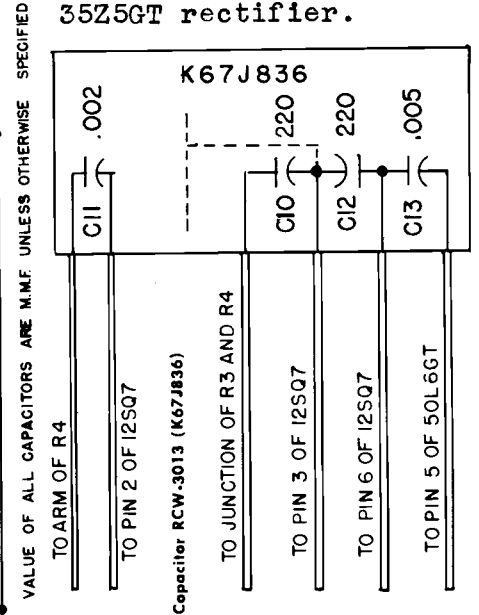 35Z5GT rectifier.
VALUE OF ALL CAPACITORS ARE M.M.F. UNLESS OTHERWISE SPECIFIED
K67J836
.002
C11
220
C10
220
C12
.005
C13
TO ARM OF R4
TO PIN 2 OF 12SQ7
Capacitor RCW-3013 (K67J836)
TO JUNCTION OF R3 AND R4
TO PIN 3 OF 12SQ7
TO PIN 6 OF 12SQ7
TO PIN 5 OF 50L6GT